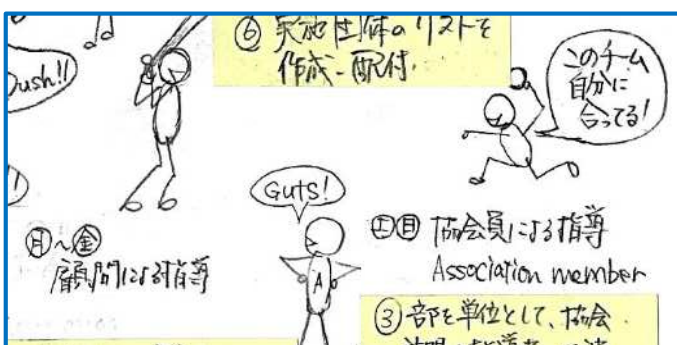 ⑥ 実施団体のリストを
作成・配付.
このチーム
自分に
合ってる!
Dush!!
Guts!
㊊~㊎
顧問による指導
A
㊏㊐ 協会員による指導
Association member
③ 部を単位として、協会